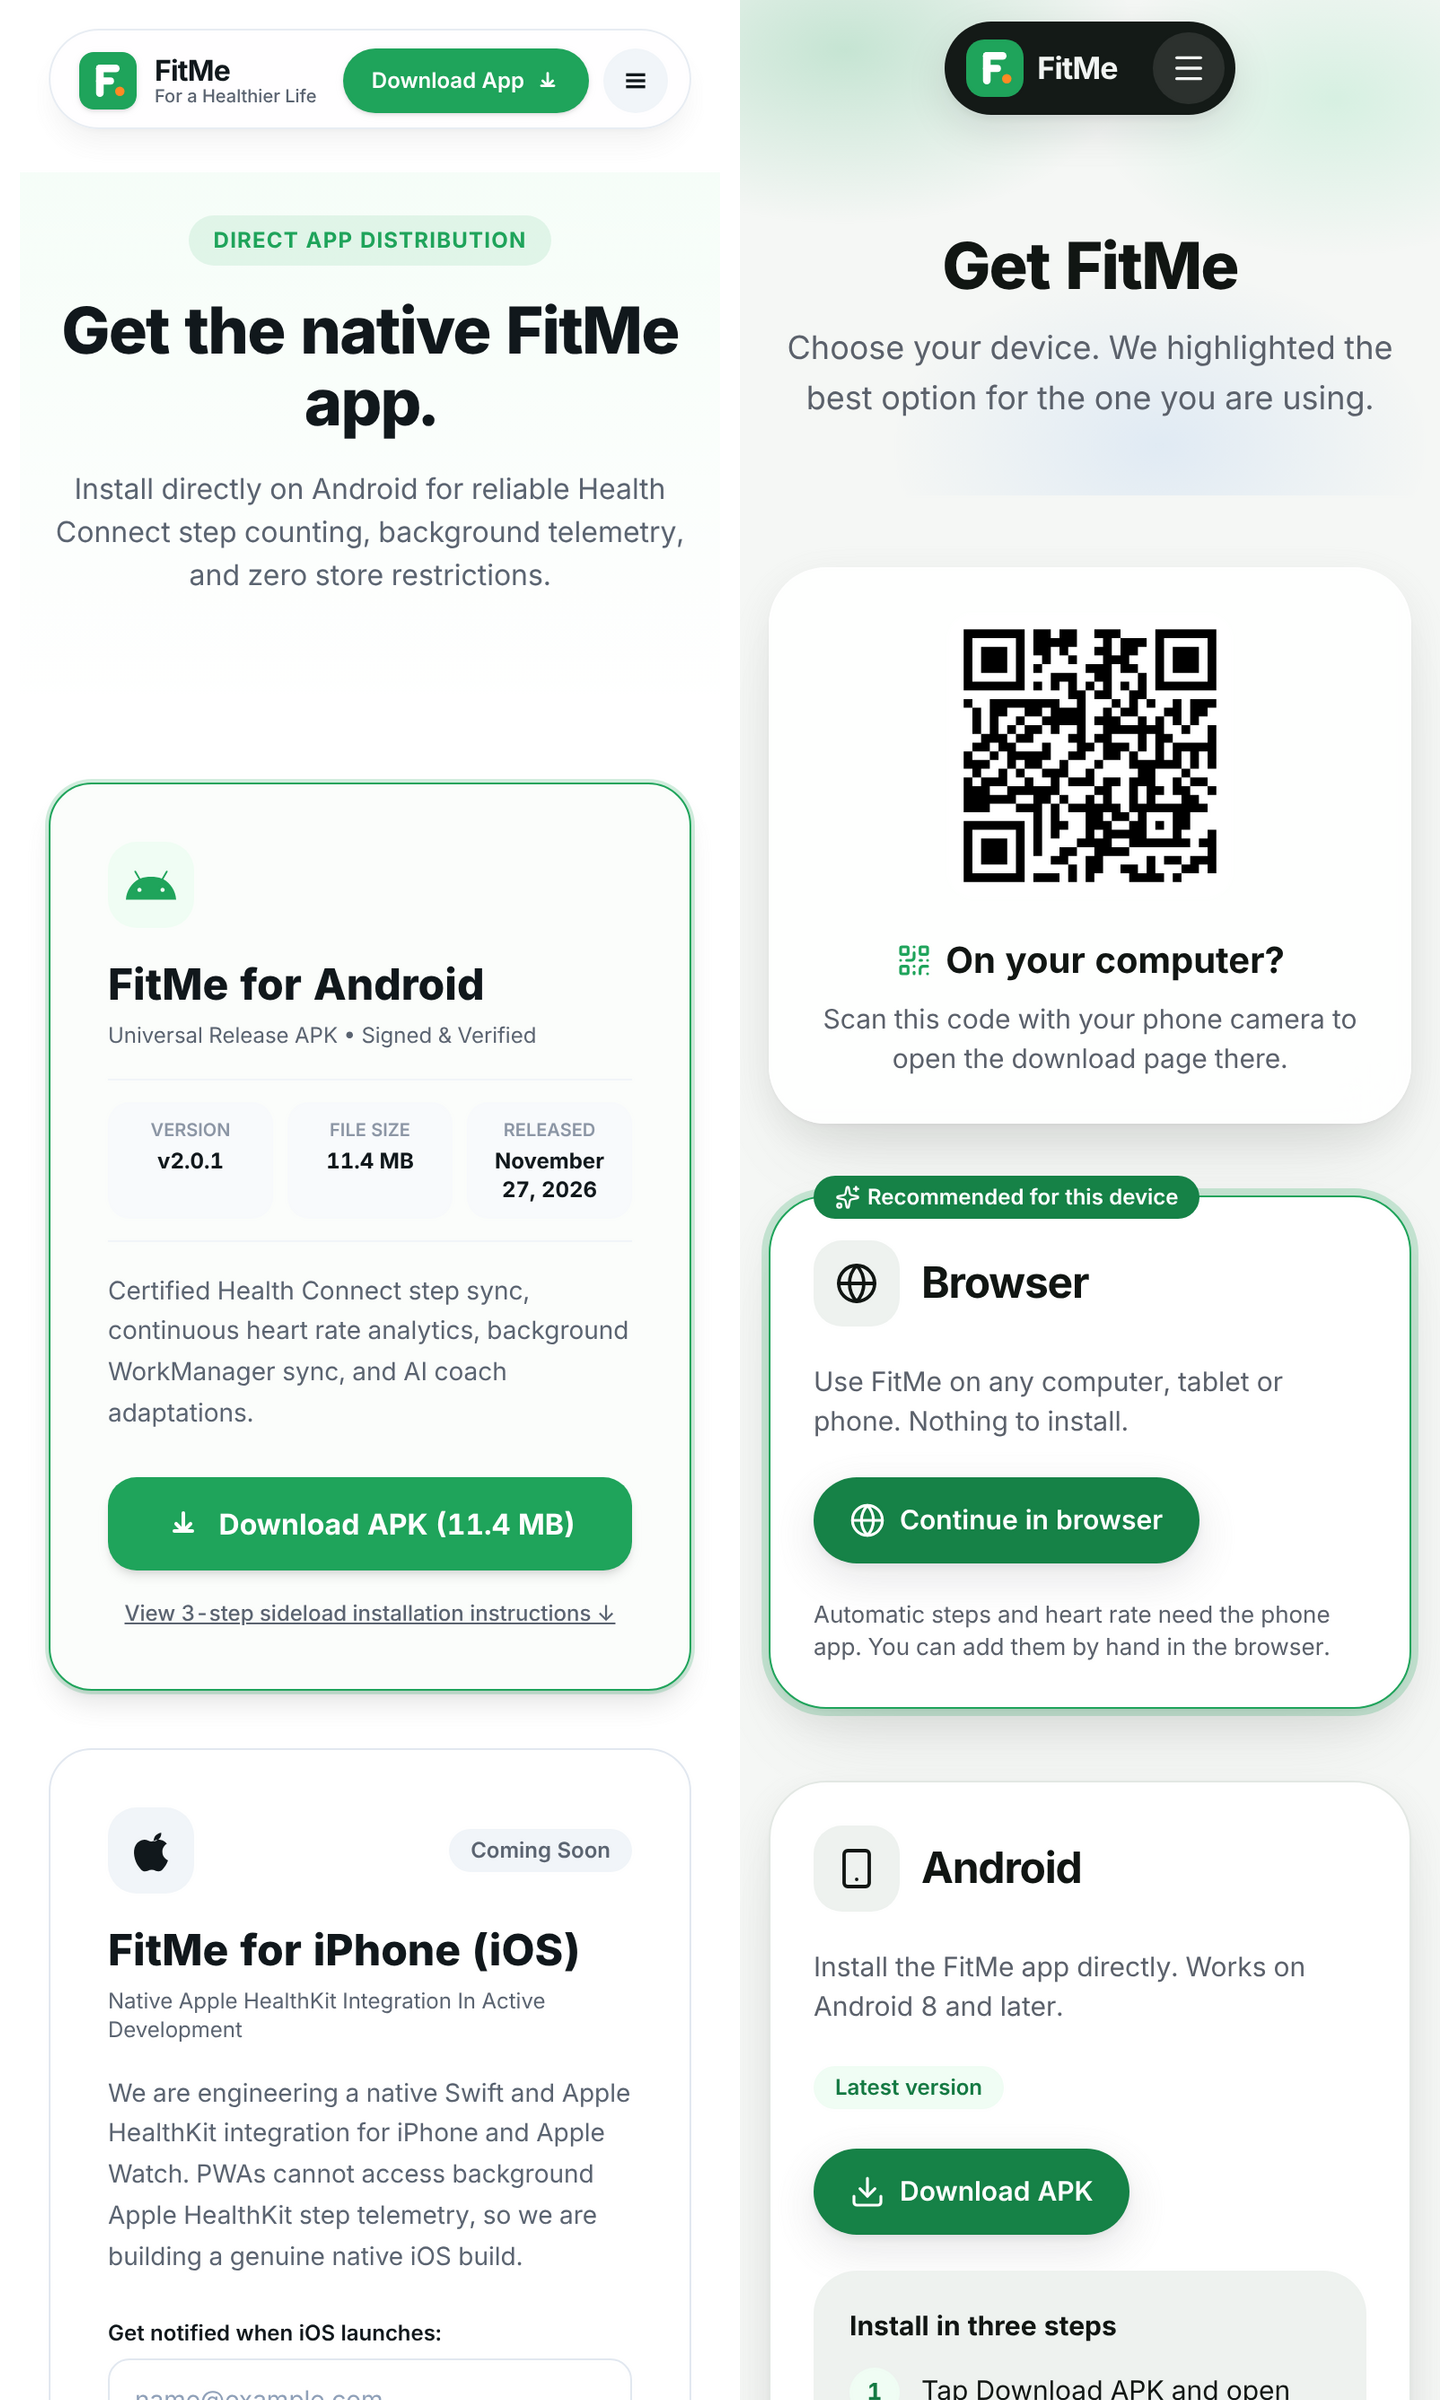 FitMe
For a Healthier Life
Download App
DIRECT APP DISTRIBUTION
Get the native FitMe
app.
Install directly on Android for reliable Health
Connect step counting, background telemetry,
and zero store restrictions.
FitMe for Android
Universal Release APK • Signed & Verified
VERSION
v2.0.1
FILE SIZE
11.4 MB
RELEASED
November
27, 2026
Certified Health Connect step sync,
continuous heart rate analytics, background
WorkManager sync, and AI coach
adaptations.
Download APK (11.4 MB)
View 3-step sideload installation instructions ↓
Coming Soon
FitMe for iPhone (iOS)
Native Apple HealthKit Integration In Active
Development
We are engineering a native Swift and Apple
HealthKit integration for iPhone and Apple
Watch. PWAs cannot access background
Apple HealthKit step telemetry, so we are
building a genuine native iOS build.
Get notified when iOS launches:
name@example.com
FitMe
Get FitMe
Choose your device. We highlighted the
best option for the one you are using.
On your computer?
Scan this code with your phone camera to
open the download page there.
Recommended for this device
Browser
Use FitMe on any computer, tablet or
phone. Nothing to install.
Continue in browser
Automatic steps and heart rate need the phone
app. You can add them by hand in the browser.
Android
Install the FitMe app directly. Works on
Android 8 and later.
Latest version
Download APK
Install in three steps
1 Tap Download APK and open